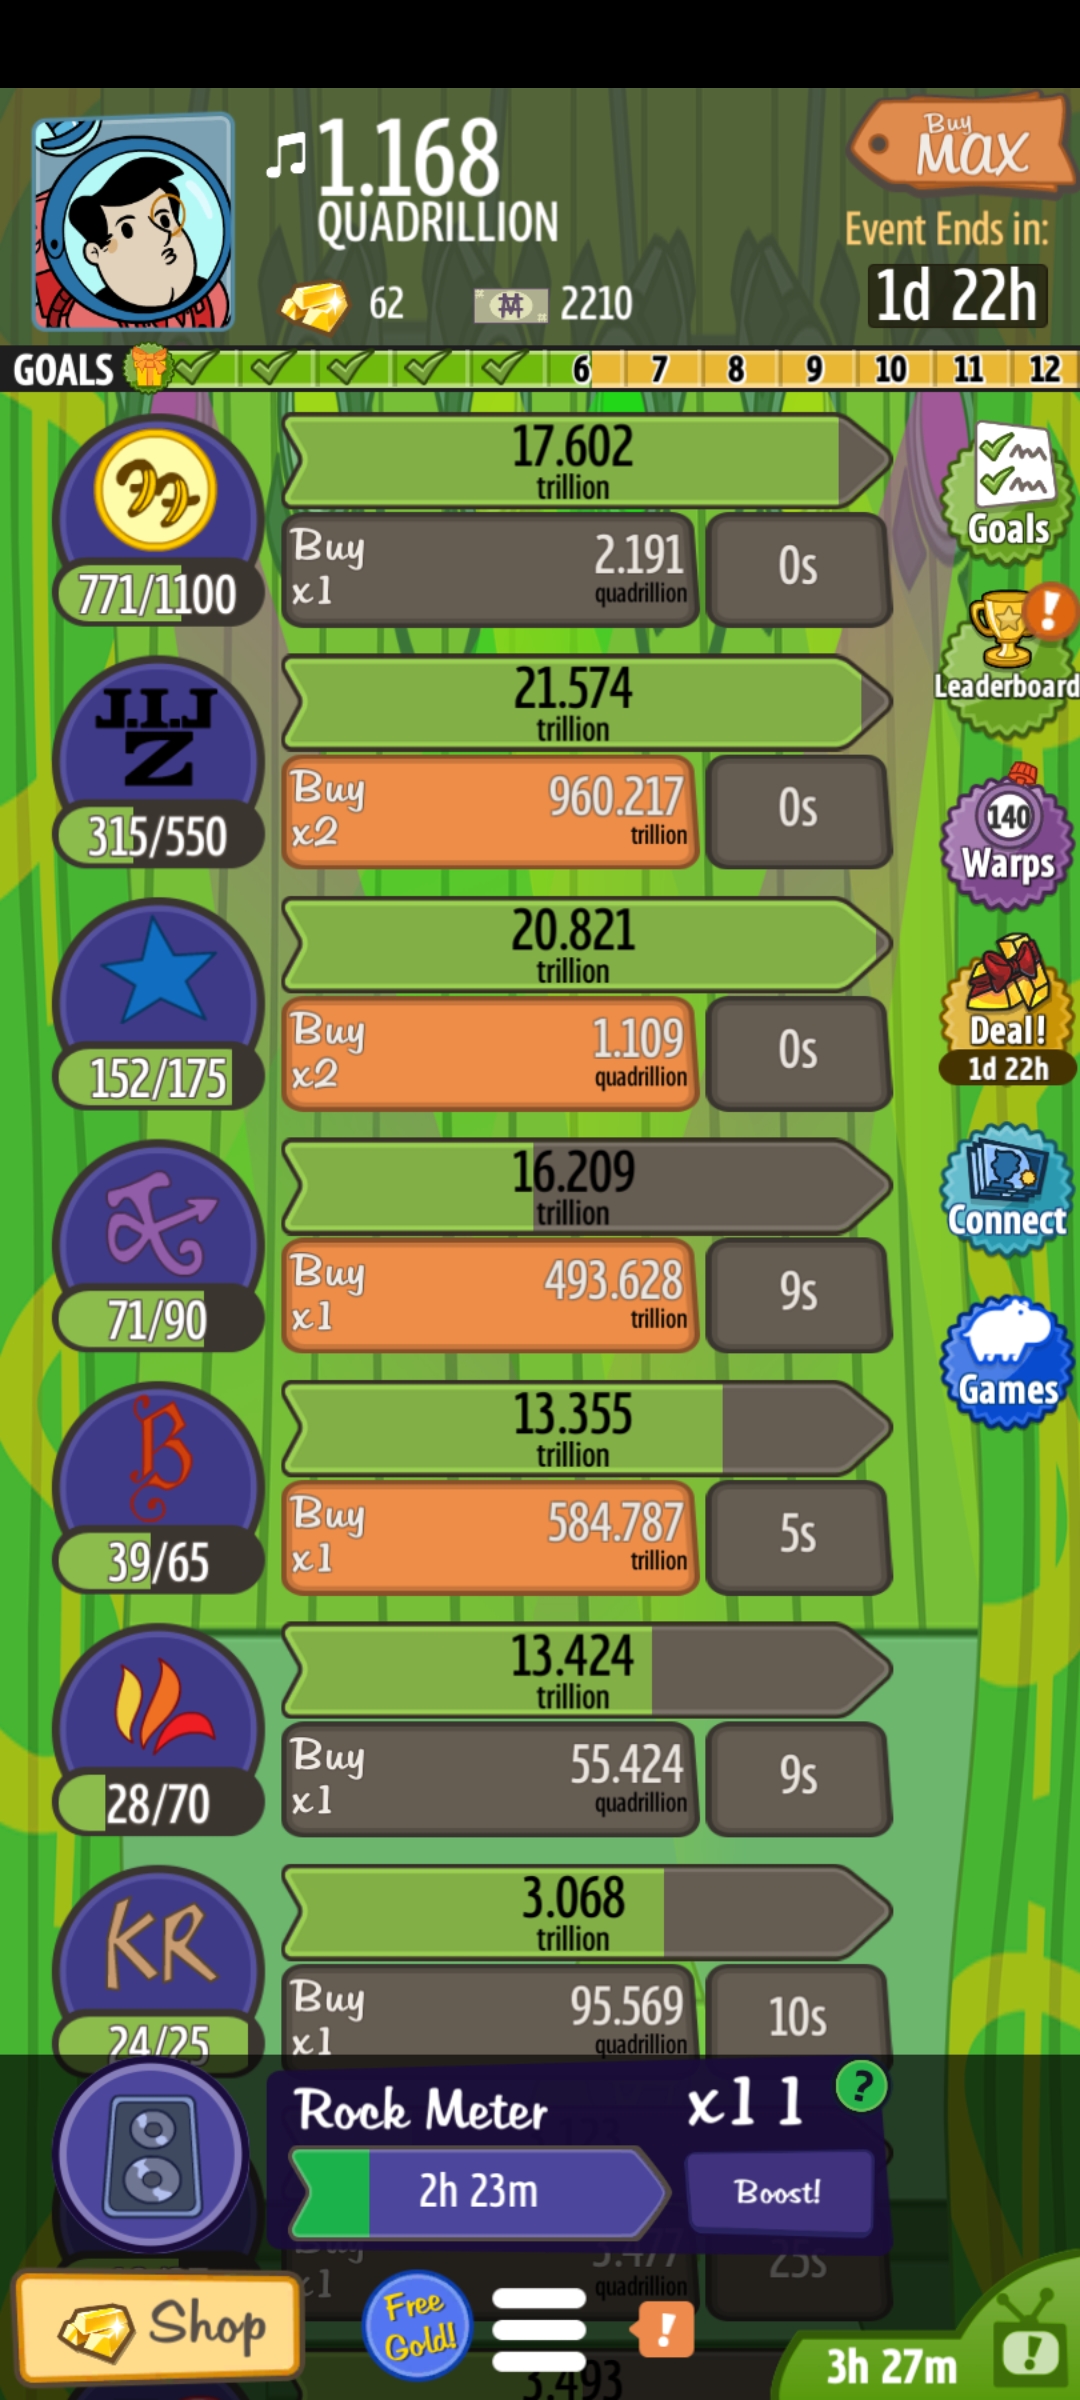 1.168
QUADRILLION
Buy
MAX
Event Ends in:
1d 22h
62
2210
GOALS 6 7 8 9 10 11 12
17.602
trillion
771/1100
Buy
x1
2.191
quadrillion
0s
Goals
J.I.J
Z
21.574
trillion
315/550
Buy
x2
960.217
trillion
0s
Leaderboard
140
Warps
20.821
trillion
152/175
Buy
x2
1.109
quadrillion
0s
Deal!
1d 22h
16.209
trillion
71/90
Buy
x1
493.628
trillion
9s
Connect
Games
B
13.355
trillion
39/65
Buy
x1
584.787
trillion
5s
13.424
trillion
28/70
Buy
x1
55.424
quadrillion
9s
KR
3.068
trillion
24/25
Buy
x1
95.569
quadrillion
10s
Rock Meter
x11
?
2h 23m
Boost!
Buy
x1
quadrillion
25s
Shop
Free
Gold!
!
3.493
3h 27m
!